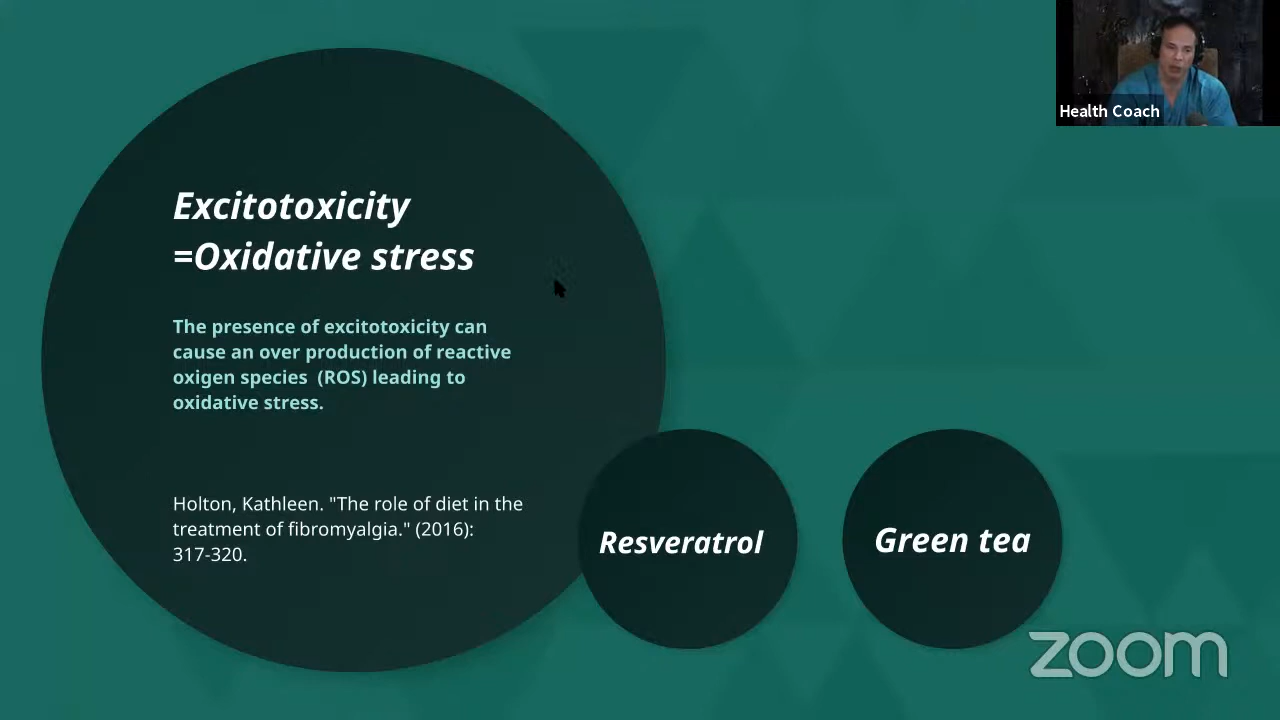 Health Coach
Excitotoxicity
=Oxidative stress
The presence of excitotoxicity can
cause an over production of reactive
oxigen species  (ROS) leading to
oxidative stress.
Holton, Kathleen. "The role of diet in the
treatment of fibromyalgia." (2016):
317-320.
Resveratrol
Green tea
zoom